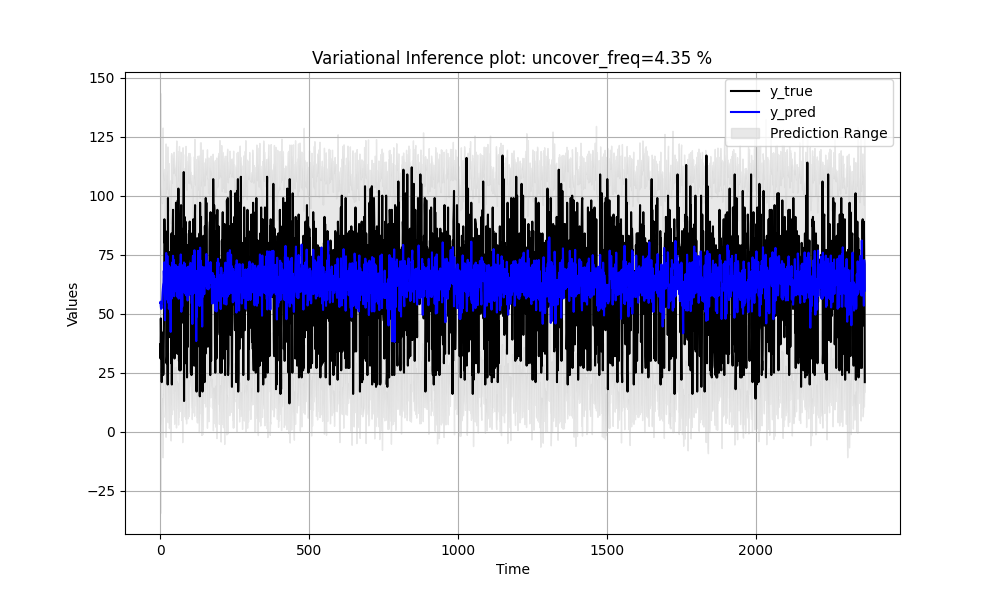 Variational Inference plot: uncover_freq=4.35 %
150
125
100
75
50
25
0
−25
Values
y_true
y_pred
Prediction Range
0
500
1000
1500
2000
Time